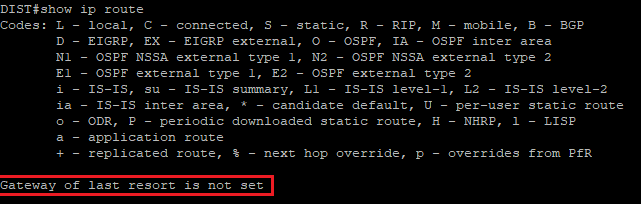 DIST#show ip route
Codes: L - local, C - connected, S - static, R - RIP, M - mobile, B - BGP
D - EIGRP, EX - EIGRP external, O - OSPF, IA - OSPF inter area
N1 - OSPF NSSA external type 1, N2 - OSPF NSSA external type 2
E1 - OSPF external type 1, E2 - OSPF external type 2
i - IS-IS, su - IS-IS summary, L1 - IS-IS level-1, L2 - IS-IS level-2
ia - IS-IS inter area, * - candidate default, U - per-user static route
o - ODR, P - periodic downloaded static route, H - NHRP, l - LISP
a - application route
+ - replicated route, % - next hop override, p - overrides from PfR
Gateway of last resort is not set